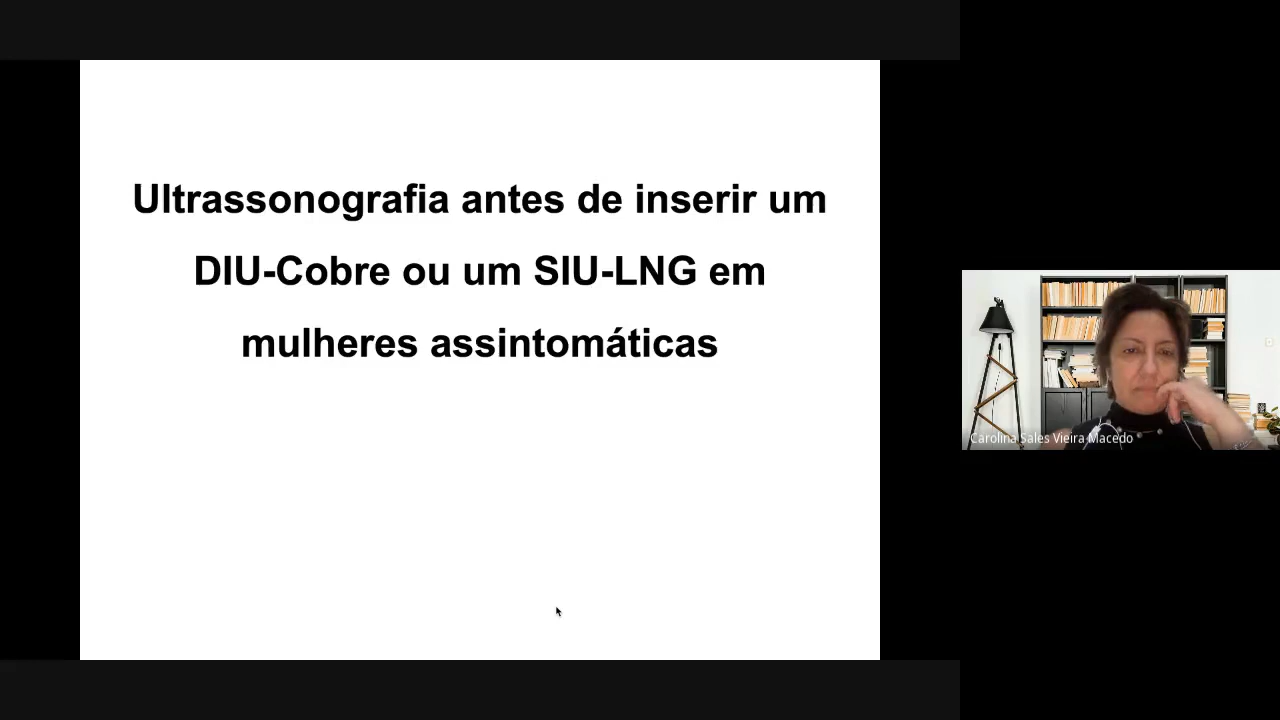 Ultrassonografia antes de inserir um
DIU-Cobre ou um SIU-LNG em
mulheres assintomáticas
Carolina Sales Vieira Macedo